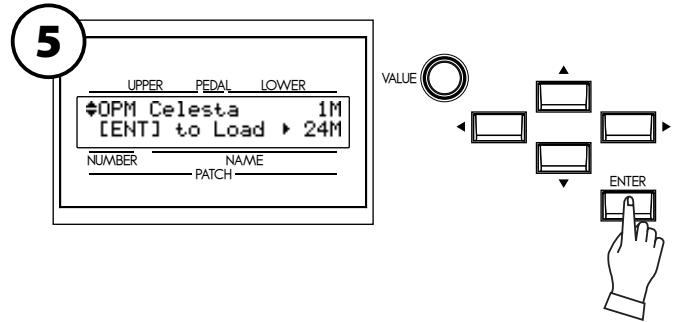 5
UPPER PEDAL LOWER
♦OPM Celesta 1M
[ENT] to Load ▸ 24M
NUMBER NAME
PATCH
VALUE
▲
◀ ▶
▼
ENTER